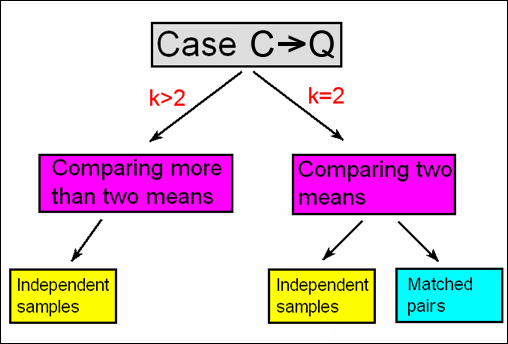 Case C→Q
k>2
k=2
Comparing more
than two means
Comparing two
means
Independent
samples
Independent
samples
Matched
pairs